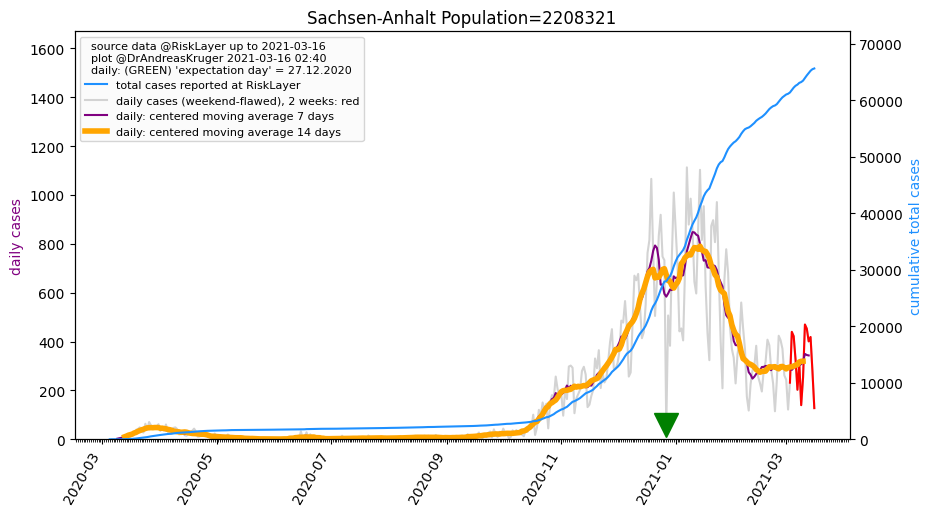 Sachsen-Anhalt Population=2208321
source data @RiskLayer up to 2021-03-16
plot @DrAndreasKruger 2021-03-16 02:40
daily: (GREEN) 'expectation day' = 27.12.2020
total cases reported at RiskLayer
daily cases (weekend-flawed), 2 weeks: red
daily: centered moving average 7 days
daily: centered moving average 14 days
daily cases
1600
1400
1200
1000
800
600
400
200
0
70000
60000
50000
40000
30000
20000
10000
0
cumulative total cases
2020-03
2020-05
2020-07
2020-09
2020-11
2021-01
2021-03